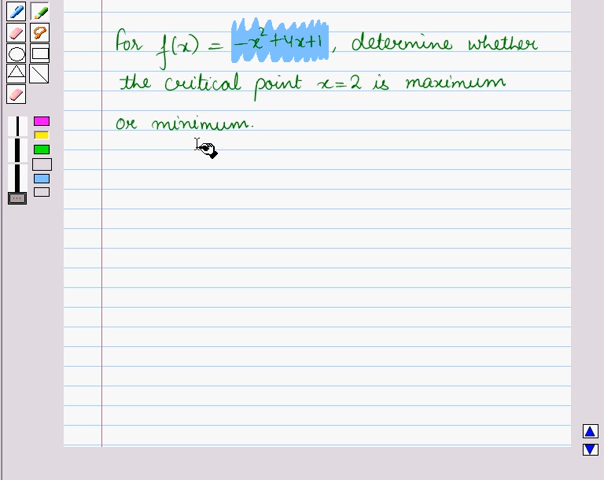 For f(x) = -x²+4x+1, determine whether
the critical point x=2 is maximum
or minimum.